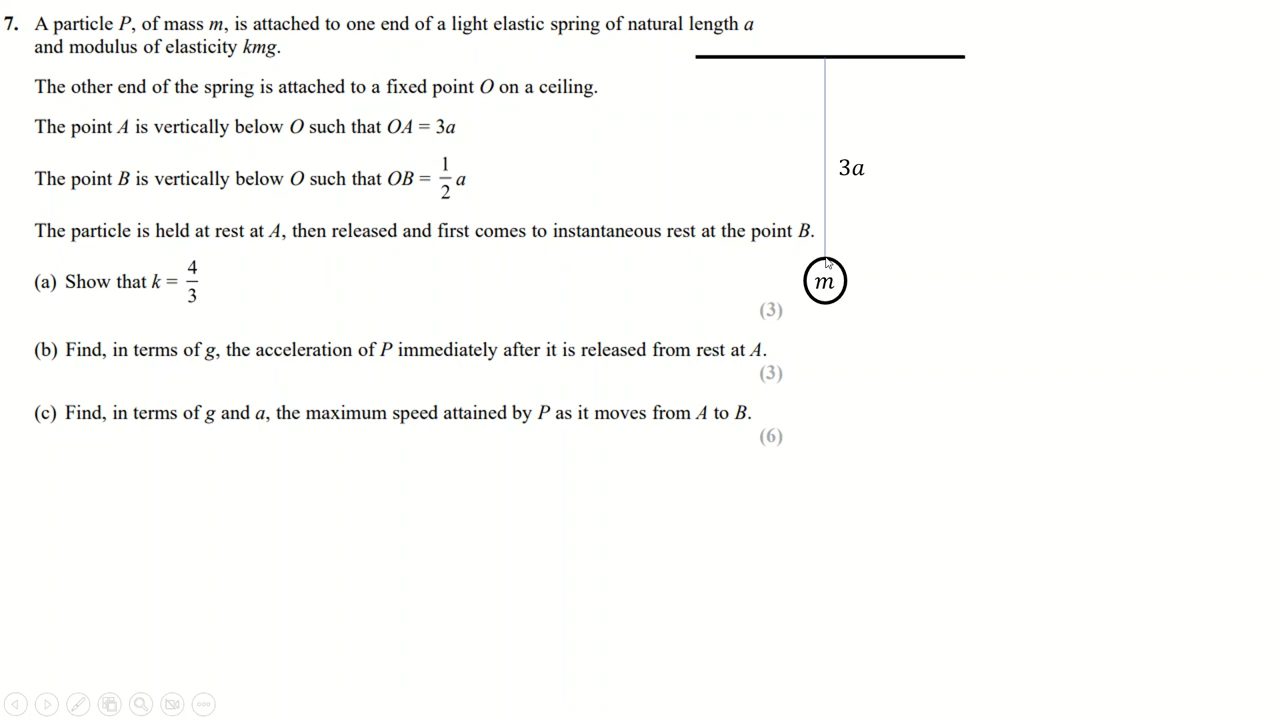 7. A particle P, of mass m, is attached to one end of a light elastic spring of natural length a
and modulus of elasticity kmg.
The other end of the spring is attached to a fixed point O on a ceiling.
The point A is vertically below O such that OA = 3a
The point B is vertically below O such that OB = 1/2 a
The particle is held at rest at A, then released and first comes to instantaneous rest at the point B.
(a) Show that k = 4/3
(3)
(b) Find, in terms of g, the acceleration of P immediately after it is released from rest at A.
(3)
(c) Find, in terms of g and a, the maximum speed attained by P as it moves from A to B.
(6)
3a
m